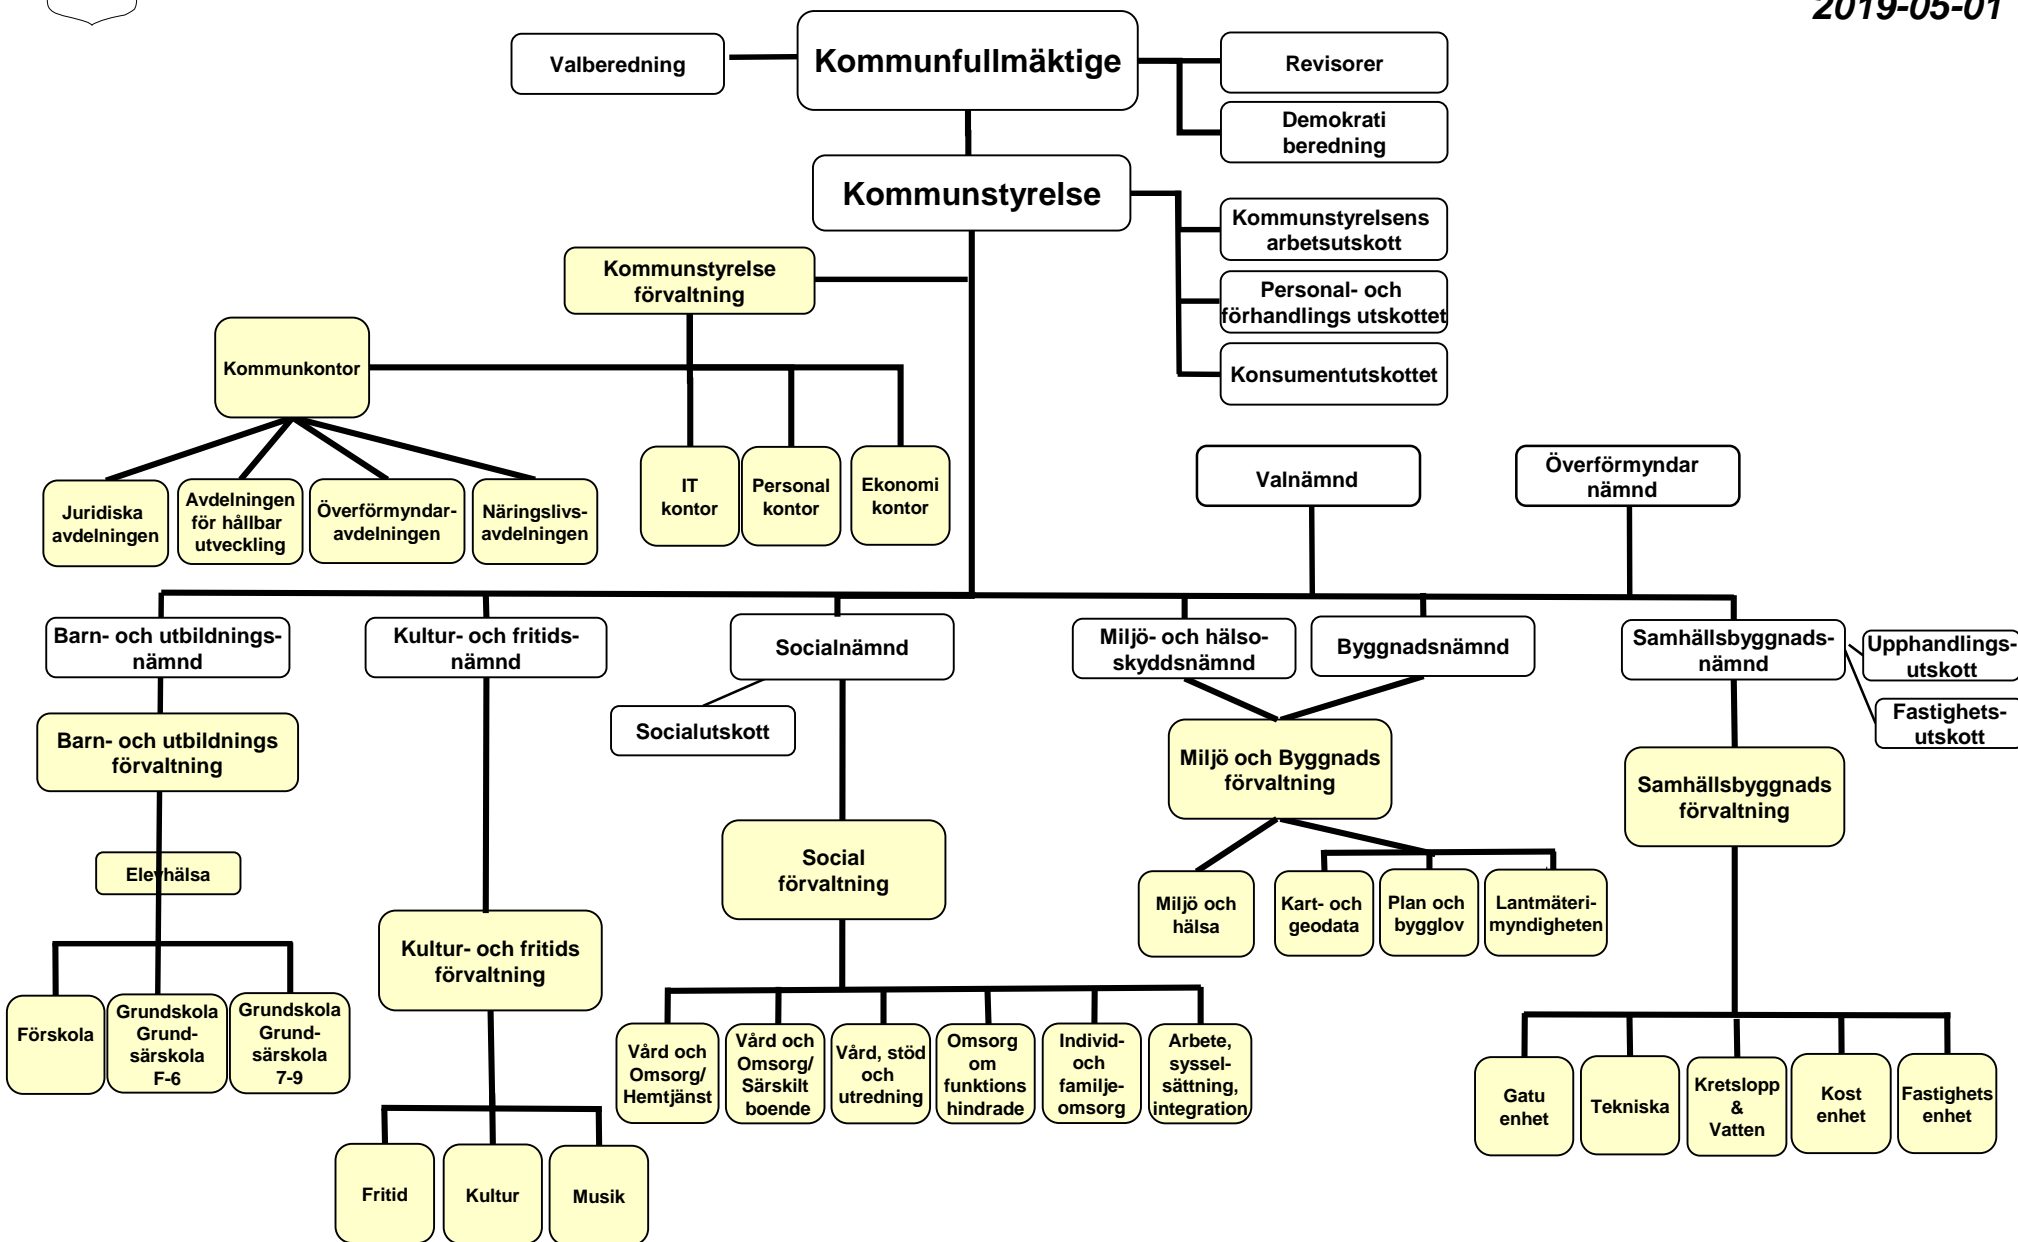 2019-05-01
Valberedning
Kommunfullmäktige
Revisorer
Demokrati
beredning
Kommunstyrelse
Kommunstyrelsens
arbetsutskott
Personal- och
förhandlings utskottet
Konsumentutskottet
Kommunstyrelse
förvaltning
Kommunkontor
Juridiska
avdelningen
Avdelningen
för hållbar
utveckling
Överförmyndar-
avdelningen
Näringslivs-
avdelningen
IT
kontor
Personal
kontor
Ekonomi
kontor
Valnämnd
Överförmyndar
nämnd
Barn- och utbildnings-
nämnd
Kultur- och fritids-
nämnd
Socialnämnd
Miljö- och hälso-
skyddsnämnd
Byggnadsnämnd
Samhällsbyggnads-
nämnd
Upphandlings-
utskott
Fastighets-
utskott
Socialutskott
Barn- och utbildnings
förvaltning
Miljö och Byggnads
förvaltning
Samhällsbyggnads
förvaltning
Social
förvaltning
Elevhälsa
Kultur- och fritids
förvaltning
Miljö och
hälsa
Kart- och
geodata
Plan och
bygglov
Lantmäteri-
myndigheten
Förskola
Grundskola
Grund-
särskola
F-6
Grundskola
Grund-
särskola
7-9
Vård och
Omsorg/
Hemtjänst
Vård och
Omsorg/
Särskilt
boende
Vård, stöd
och
utredning
Omsorg
om
funktions
hindrade
Individ-
och
familje-
omsorg
Arbete,
syssel-
sättning,
integration
Gatu
enhet
Tekniska
Kretslopp
&
Vatten
Kost
enhet
Fastighets
enhet
Fritid
Kultur
Musik